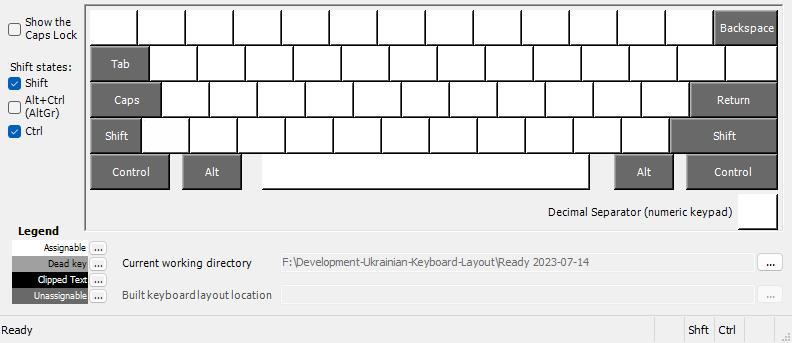 Show the
Caps Lock
Backspace
Tab
Shift states:
Shift
Alt+Ctrl
(AltGr)
Ctrl
Caps
Return
Shift
Shift
Control
Alt
Alt
Control
Decimal Separator (numeric keypad)
Legend
Assignable ...
Dead key ...
Clipped Text ...
Unassignable ...
Current working directory F:\Development-Ukrainian-Keyboard-Layout\Ready 2023-07-14 ...
Built keyboard layout location ...
Ready Shft Ctrl